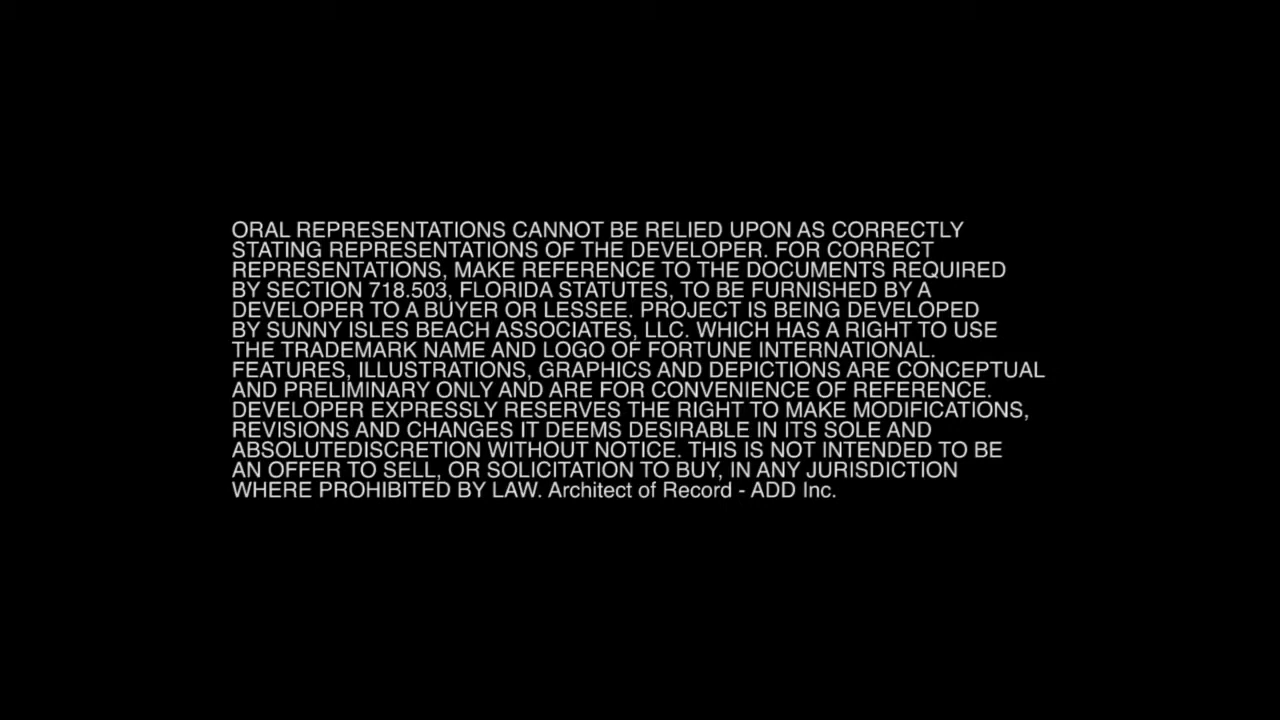 ORAL REPRESENTATIONS CANNOT BE RELIED UPON AS CORRECTLY
STATING REPRESENTATIONS OF THE DEVELOPER. FOR CORRECT
REPRESENTATIONS, MAKE REFERENCE TO THE DOCUMENTS REQUIRED
BY SECTION 718.503, FLORIDA STATUTES, TO BE FURNISHED BY A
DEVELOPER TO A BUYER OR LESSEE. PROJECT IS BEING DEVELOPED
BY SUNNY ISLES BEACH ASSOCIATES, LLC. WHICH HAS A RIGHT TO USE
THE TRADEMARK NAME AND LOGO OF FORTUNE INTERNATIONAL.
FEATURES, ILLUSTRATIONS, GRAPHICS AND DEPICTIONS ARE CONCEPTUAL
AND PRELIMINARY ONLY AND ARE FOR CONVENIENCE OF REFERENCE.
DEVELOPER EXPRESSLY RESERVES THE RIGHT TO MAKE MODIFICATIONS,
REVISIONS AND CHANGES IT DEEMS DESIRABLE IN ITS SOLE AND
ABSOLUTEDISCRETION WITHOUT NOTICE. THIS IS NOT INTENDED TO BE
AN OFFER TO SELL, OR SOLICITATION TO BUY, IN ANY JURISDICTION
WHERE PROHIBITED BY LAW. Architect of Record - ADD Inc.